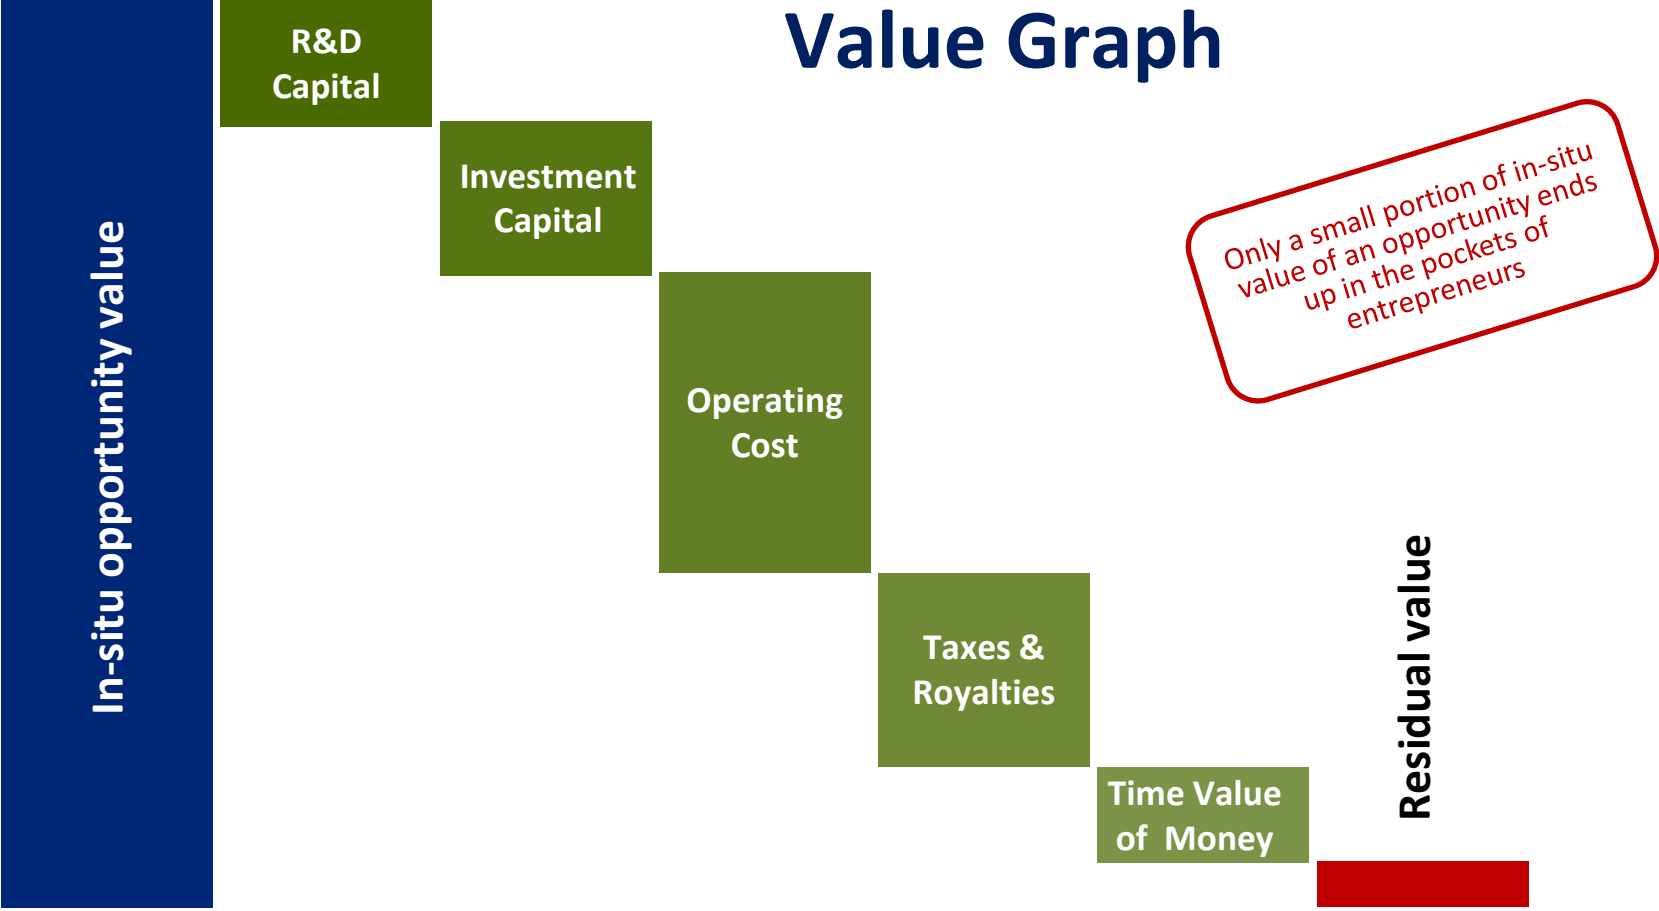 Value Graph
In-situ opportunity value
R&D
Capital
Investment
Capital
Operating
Cost
Taxes &
Royalties
Time Value
of  Money
Residual value
Only a small portion of in-situ
value of an opportunity ends
up in the pockets of
entrepreneurs